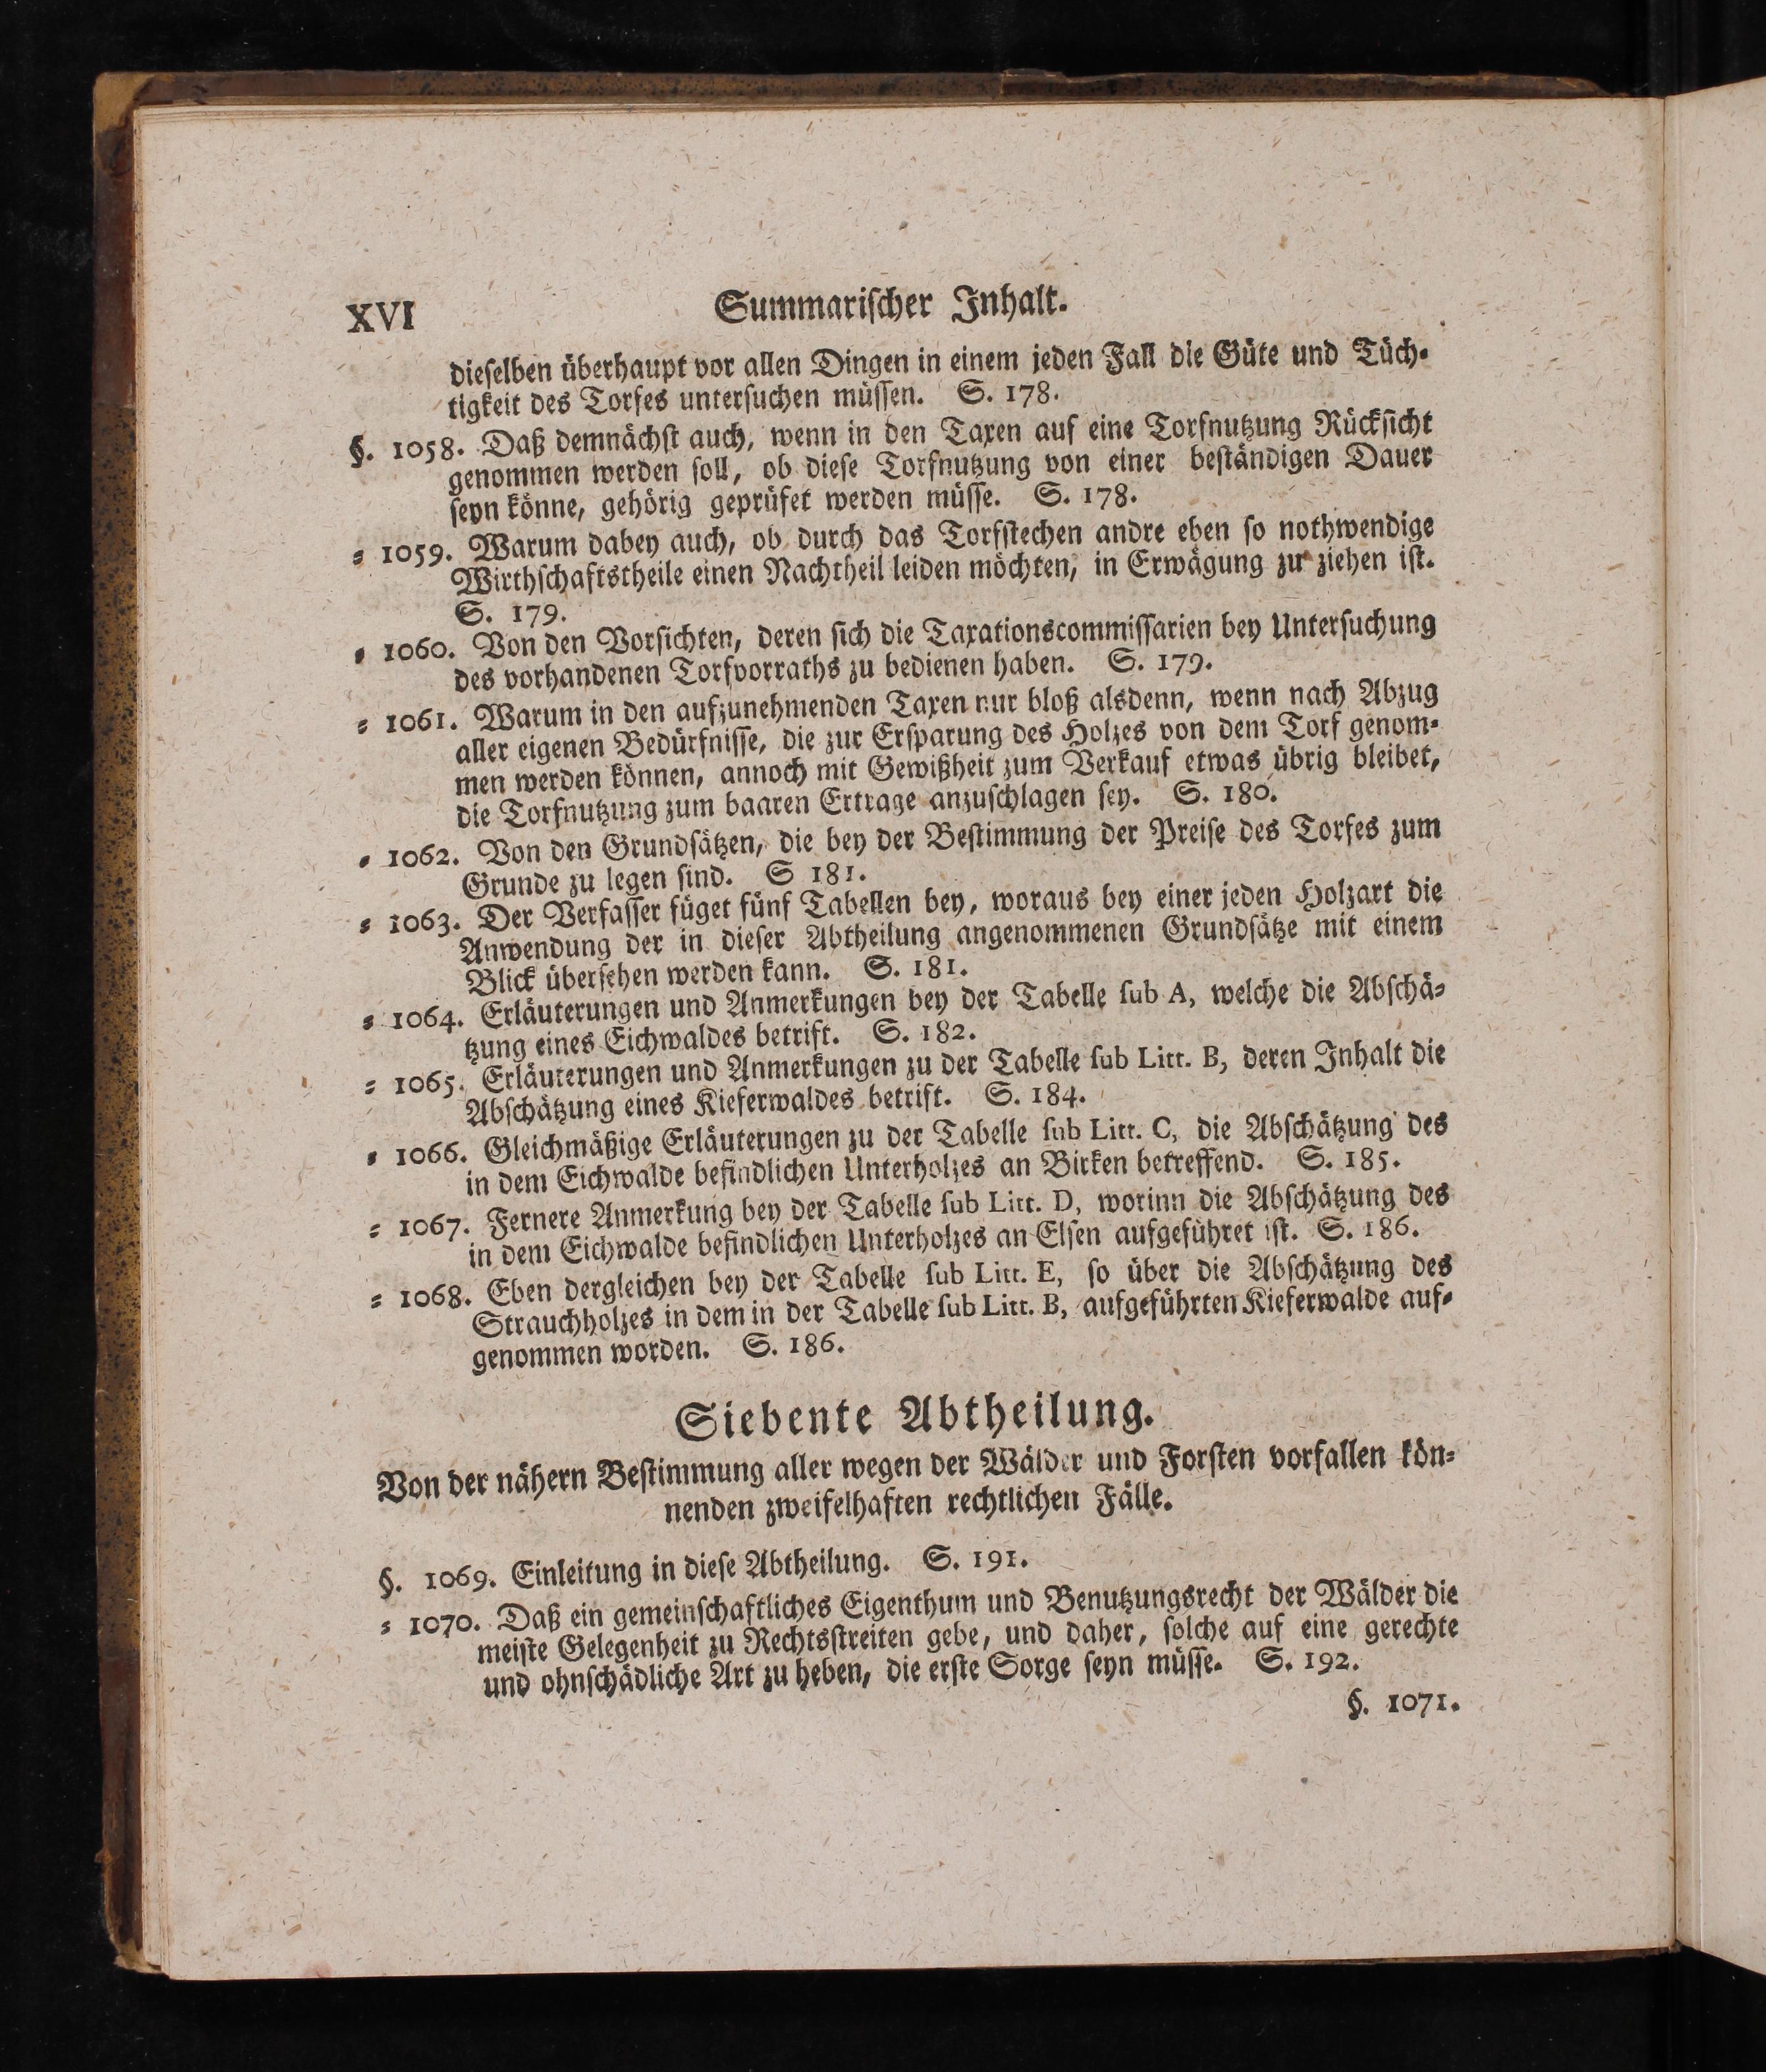 XVI Summarischer Inhalt.
dieselben überhaupt vor allen Dingen in einem jeden Fall die Güte und Tüch-
tigkeit des Torfes untersuchen müssen. S. 178.
§. 1058. Daß demnächst auch, wenn in den Taxen auf eine Torfnutzung Rücksicht
genommen werden soll, ob diese Torfnutzung von einer beständigen Dauer
seyn könne, gehörig geprüfet werden müsse. S. 178.
= 1059. Warum dabey auch, ob durch das Torfstechen andre eben so nothwendige
Wirthschaftstheile einen Nachtheil leiden möchten, in Erwägung zu ziehen ist.
S. 179.
= 1060. Von den Vorsichten, deren sich die Taxationscommissarien bey Untersuchung
des vorhandenen Torfvorraths zu bedienen haben. S. 179.
= 1061. Warum in den aufzunehmenden Taxen nur bloß alsdenn, wenn nach Abzug
aller eigenen Bedürfnisse, die zur Ersparung des Holzes von dem Torf genom-
men werden können, annoch mit Gewißheit zum Verkauf etwas übrig bleibet,
die Torfnutzung zum baaren Ertrage anzuschlagen sey. S. 180.
= 1062. Von den Grundsätzen, die bey der Bestimmung der Preise des Torfes zum
Grunde zu legen sind. S 181.
= 1063. Der Verfasser füget fünf Tabellen bey, woraus bey einer jeden Holzart die
Anwendung der in dieser Abtheilung angenommenen Grundsätze mit einem
Blick übersehen werden kann. S. 181.
= 1064. Erläuterungen und Anmerkungen bey der Tabelle sub A, welche die Abschä-
tzung eines Eichwaldes betrift. S. 182.
= 1065. Erläuterungen und Anmerkungen zu der Tabelle sub Litt. B, deren Inhalt die
Abschätzung eines Kieferwaldes betrift. S. 184.
= 1066. Gleichmäßige Erläuterungen zu der Tabelle sub Litt. C, die Abschätzung des
in dem Eichwalde befindlichen Unterholzes an Birken betreffend. S. 185.
= 1067. Fernere Anmerkung bey der Tabelle sub Litt. D, worinn die Abschätzung des
in dem Eichwalde befindlichen Unterholzes an Elsen aufgeführet ist. S. 186.
= 1068. Eben dergleichen bey der Tabelle sub Litt. E, so über die Abschätzung des
Strauchholzes in dem in der Tabelle sub Litt. B, aufgeführten Kieferwalde auf-
genommen worden. S. 186.
Siebente Abtheilung.
Von der nähern Bestimmung aller wegen der Wälder und Forsten vorfallen kön-
nenden zweifelhaften rechtlichen Fälle.
§. 1069. Einleitung in diese Abtheilung. S. 191.
= 1070. Daß ein gemeinschaftliches Eigenthum und Benutzungsrecht der Wälder die
meiste Gelegenheit zu Rechtsstreiten gebe, und daher, solche auf eine gerechte
und ohnschädliche Art zu heben, die erste Sorge seyn müsse. S. 192.
§. 1071.